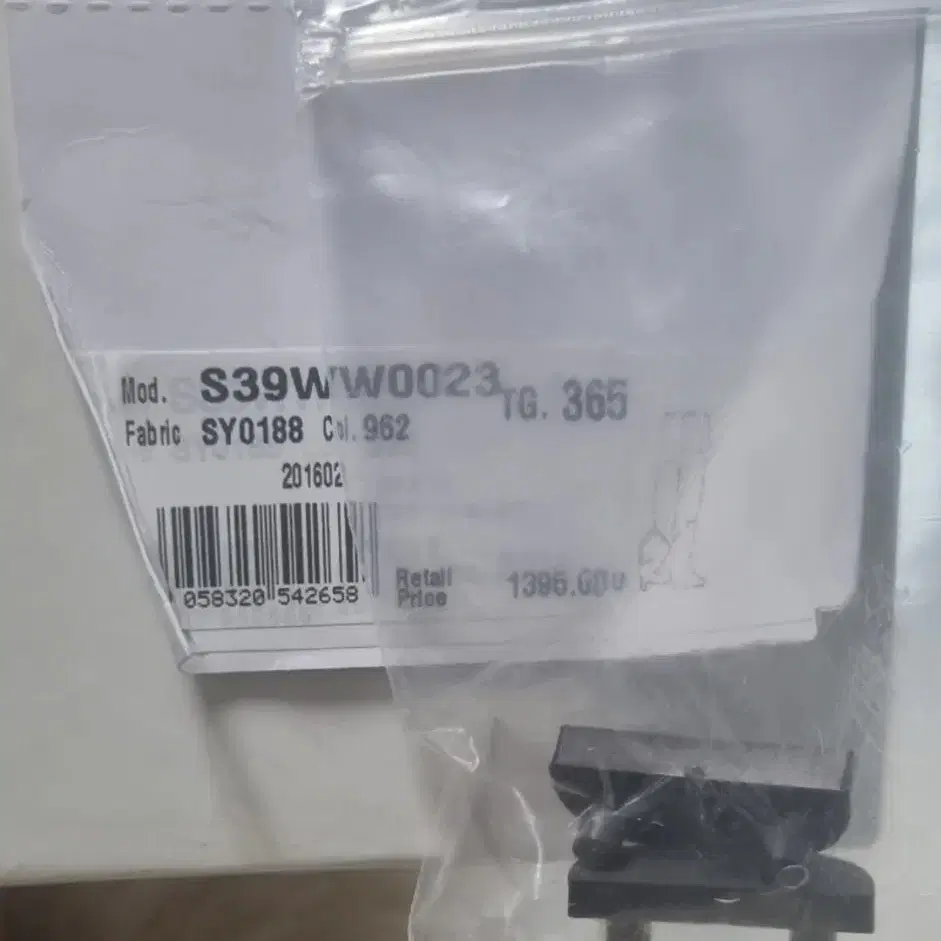 Mod. S39WW0023 TG. 365
Fabric SY0188 Col. 962
201602
058320 542658
Retail
Price